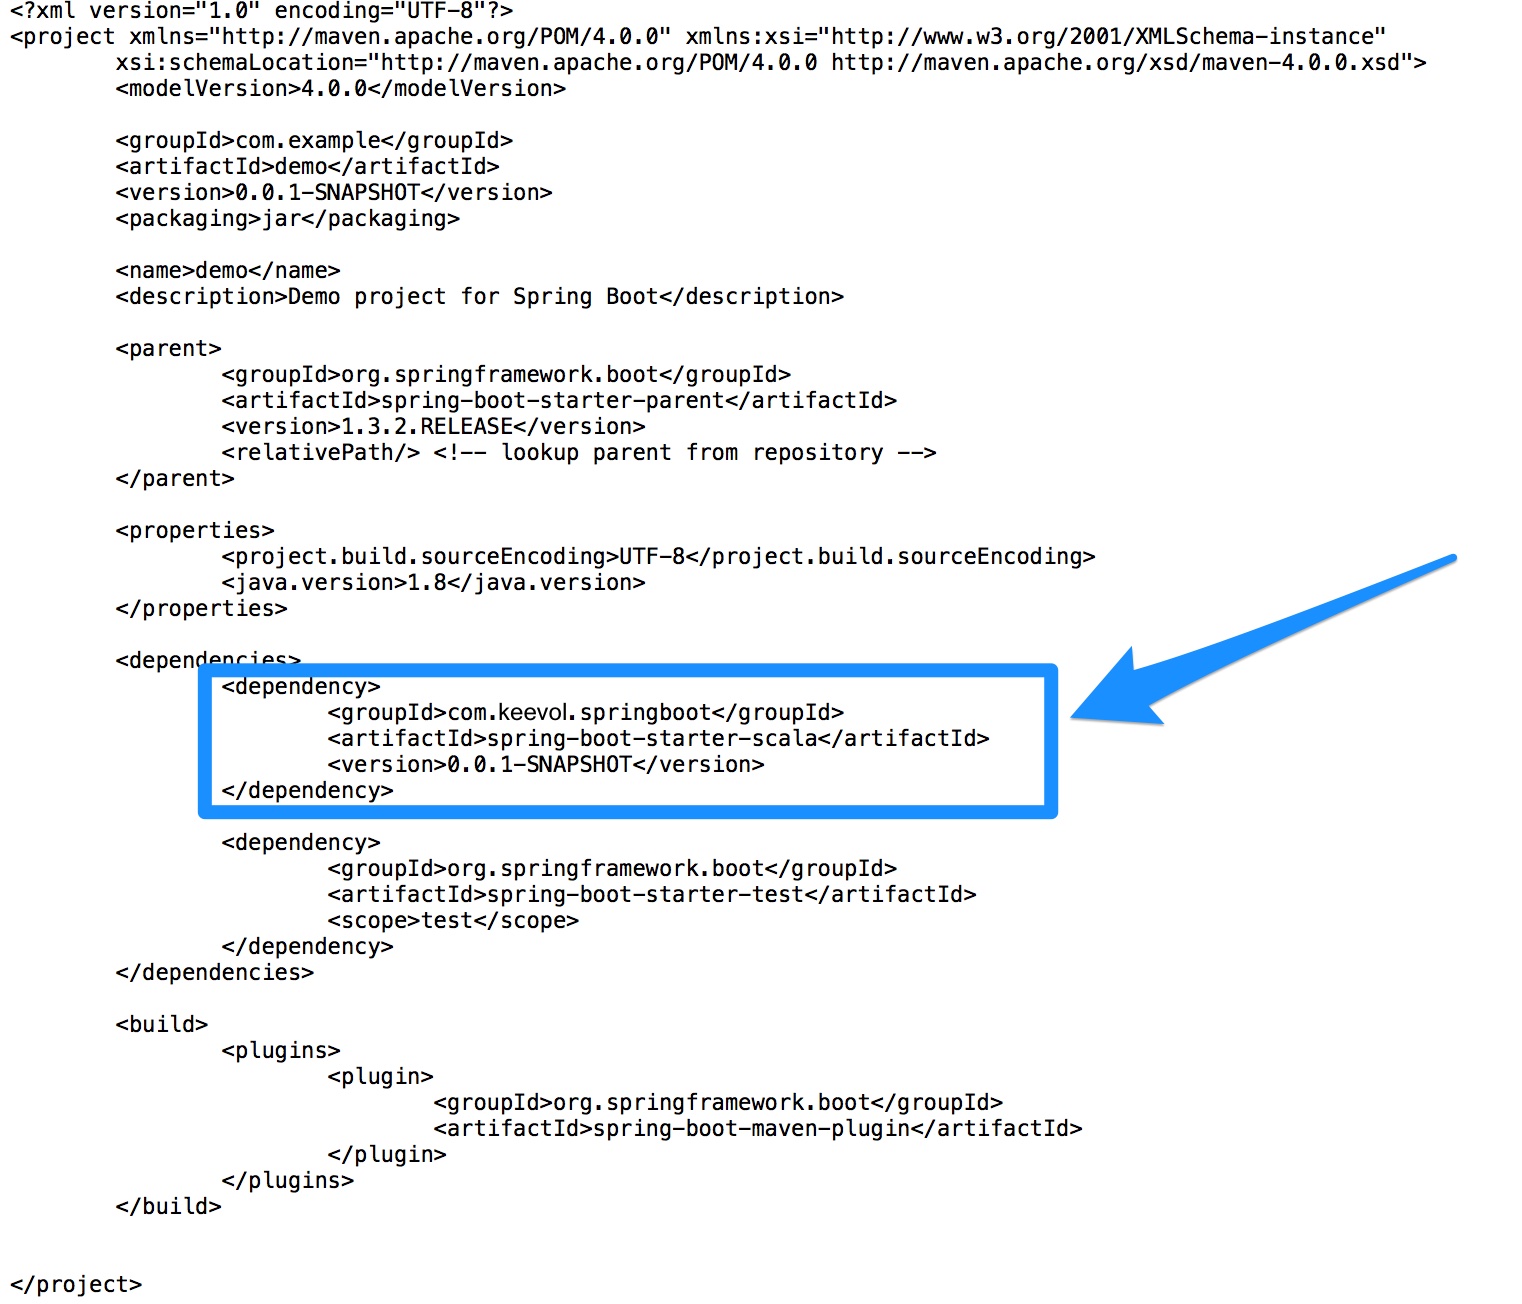 <?xml version="1.0" encoding="UTF-8"?>
<project xmlns="http://maven.apache.org/POM/4.0.0" xmlns:xsi="http://www.w3.org/2001/XMLSchema-instance"
xsi:schemaLocation="http://maven.apache.org/POM/4.0.0 http://maven.apache.org/xsd/maven-4.0.0.xsd">
<modelVersion>4.0.0</modelVersion>
<groupId>com.example</groupId>
<artifactId>demo</artifactId>
<version>0.0.1-SNAPSHOT</version>
<packaging>jar</packaging>
<name>demo</name>
<description>Demo project for Spring Boot</description>
<parent>
<groupId>org.springframework.boot</groupId>
<artifactId>spring-boot-starter-parent</artifactId>
<version>1.3.2.RELEASE</version>
<relativePath/> <!-- lookup parent from repository -->
</parent>
<properties>
<project.build.sourceEncoding>UTF-8</project.build.sourceEncoding>
<java.version>1.8</java.version>
</properties>
<dependencies>
<dependency>
<groupId>com.keevol.springboot</groupId>
<artifactId>spring-boot-starter-scala</artifactId>
<version>0.0.1-SNAPSHOT</version>
</dependency>
<dependency>
<groupId>org.springframework.boot</groupId>
<artifactId>spring-boot-starter-test</artifactId>
<scope>test</scope>
</dependency>
</dependencies>
<build>
<plugins>
<plugin>
<groupId>org.springframework.boot</groupId>
<artifactId>spring-boot-maven-plugin</artifactId>
</plugin>
</plugins>
</build>
</project>